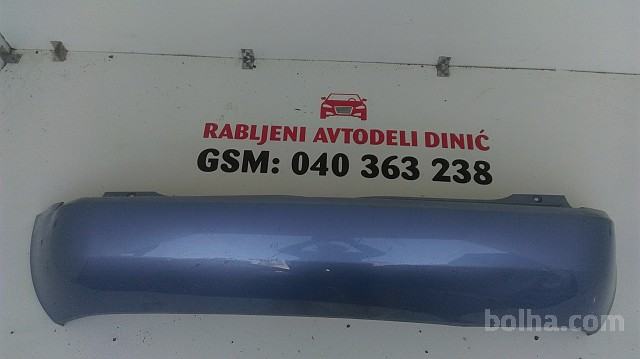 RABLJENI AVTODELI DINIĆ
GSM: 040 363 238
bolha.com